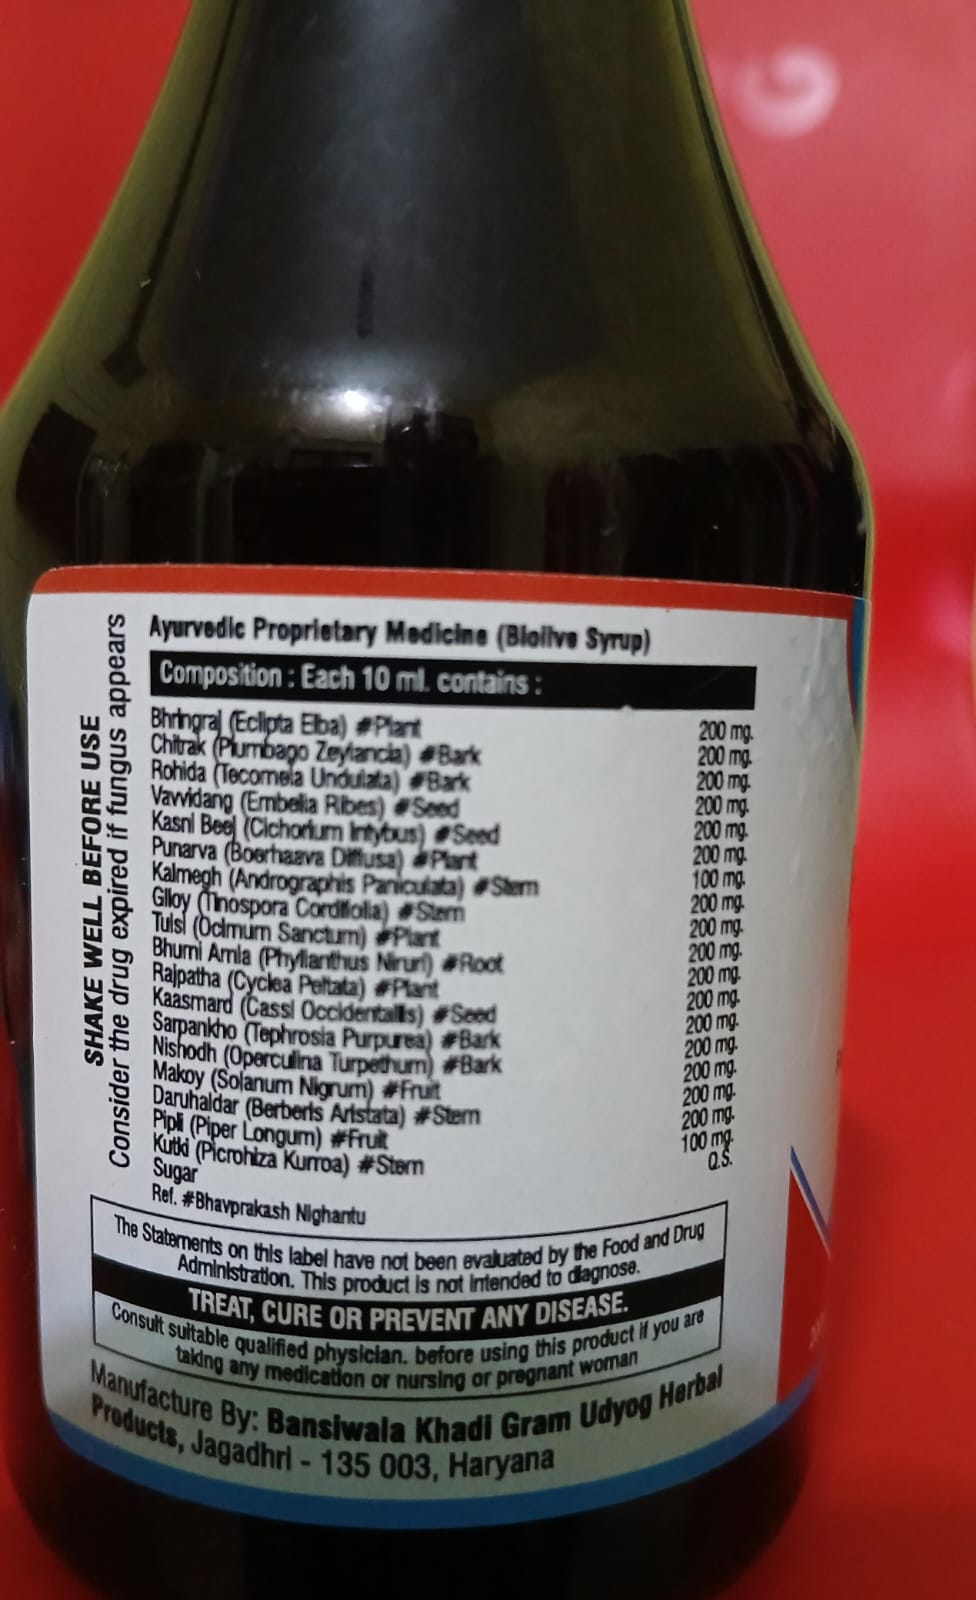 SHAKE WELL BEFORE USE
Consider the drug expired if fungus appears
Ayurvedic Proprietary Medicine (Bioilve Syrup)
Composition : Each 10 ml. contains :
Bhringraj (Eclipta Elba) #Plant 200 mg.
Chitrak (Plumbago Zeylancia) #Bark 200 mg.
Rohida (Tecomela Undulata) #Bark 200 mg.
Vavvidang (Embelia Ribes) #Seed 200 mg.
Kasni Beej (Cichorium Intybus) #Seed 200 mg.
Punarva (Boerhaava Diffusa) #Plant 200 mg.
Kalmegh (Andrographis Paniculata) #Stem 100 mg.
Giloy (Tinospora Cordifolia) #Stem 200 mg.
Tulsi (Ocimum Sanctum) #Plant 200 mg.
Bhumi Amla (Phyllanthus Niruri) #Root 200 mg.
Rajpatha (Cyclea Peltata) #Plant 200 mg.
Kaasmard (Cassi Occidentallis) #Seed 200 mg.
Sarpankho (Tephrosia Purpurea) #Bark 200 mg.
Nishodh (Operculina Turpethum) #Bark 200 mg.
Makoy (Solanum Nigrum) #Fruit 200 mg.
Daruhaldar (Berberis Aristata) #Stem 200 mg.
Pipli (Piper Longum) #Fruit 200 mg.
Kutki (Picrohiza Kurroa) #Stem 100 mg.
Sugar Q.S.
Ref. #Bhavprakash Nighantu
The Statements on this label have not been evaluated by the Food and Drug
Administration. This product is not intended to diagnose.
TREAT, CURE OR PREVENT ANY DISEASE.
Consult suitable qualified physician. before using this product if you are
taking any medication or nursing or pregnant woman
Manufacture By: Bansiwala Khadi Gram Udyog Herbal
Products, Jagadhri - 135 003, Haryana